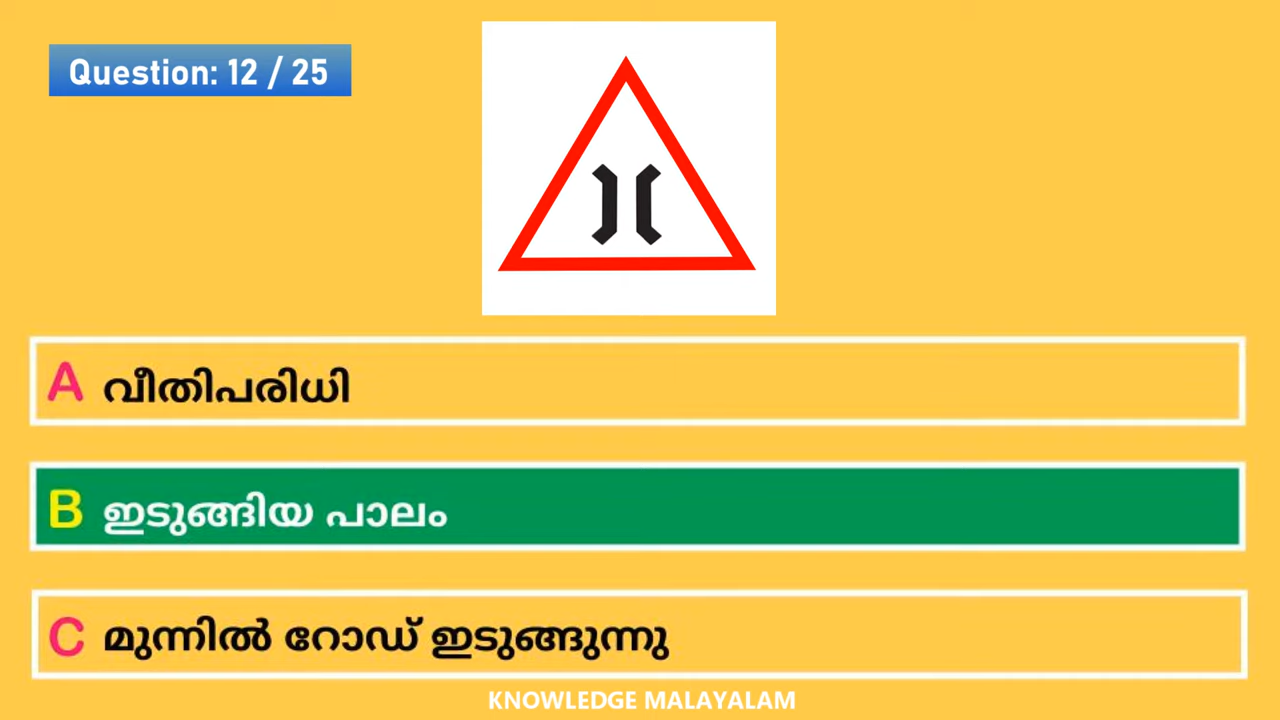 Question: 12 / 25
A വീതിപരിധി
B ഇടുങ്ങിയ പാലം
C മുന്നിൽ റോഡ് ഇടുങ്ങുന്നു
KNOWLEDGE MALAYALAM